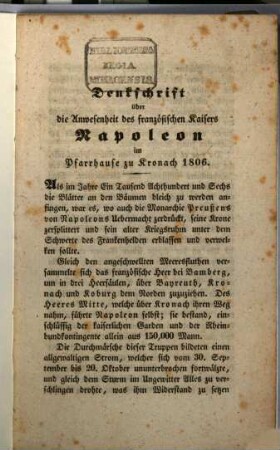 BIBLIOTHECA
REGIA
MONACENSIS.
Denkschrift
über
die Anwesenheit des französischen Kaisers
Napoleon
im
Pfarrhause zu Kronach 1806.
Als im Jahre Ein Tausend Achthundert und Sechs
die Blätter an den Bäumen bleich zu werden an-
fingen, war es, wo auch die Monarchie Preußens
von Napoleons Uebermacht zerdrückt, seine Krone
zersplittert und sein alter Kriegsruhm unter dem
Schwerte des Frankenhelden erblassen und verwel-
ken sollte.
Gleich den angeschwellten Meeresfluthen ver-
sammelte sich das französische Heer bei Bamberg,
um in drei Heersäulen, über Bayreuth, Kro-
nach und Koburg dem Norden zuzuziehen. Des
Heeres Mitte, welche über Kronach ihren Weg
nahm, führte Napoleon selbst; sie bestand, ein-
schlüssig der kaiserlichen Garden und der Rhein-
bundkontingente allein aus 150,000 Mann.
Die Durchmärsche dieser Truppen bildeten einen
allgewaltigen Strom, welcher sich vom 30. Sep-
tember bis 20. Oktober ununterbrochen fortwälzte,
und gleich dem Sturm im Ungewitter Alles zu ver-
schlingen drohte, was ihm Widerstand zu setzen